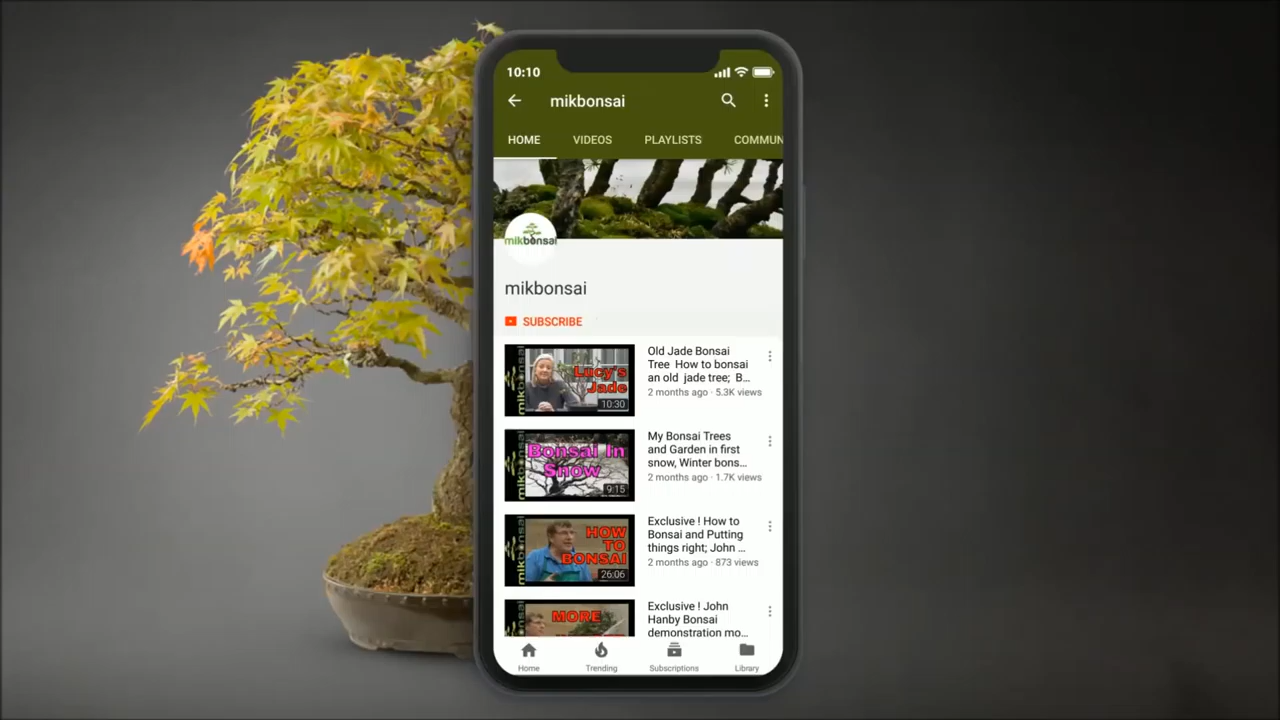 10:10
mikbonsai
HOME VIDEOS PLAYLISTS COMMUN
mikbonsai
mikbonsai
SUBSCRIBE
mikbonsai
Lucy's
Jade
10:30
Old Jade Bonsai
Tree How to bonsai
an old jade tree; B...
2 months ago · 5.3K views
mikbonsai
Bonsai In
Snow
9:15
My Bonsai Trees
and Garden in first
snow, Winter bons...
2 months ago · 1.7K views
mikbonsai
HOW
TO
BONSAI
26:06
Exclusive ! How to
Bonsai and Putting
things right; John ...
2 months ago · 873 views
MORE
Exclusive ! John
Hanby Bonsai
demonstration mo...
Home Trending Subscriptions Library